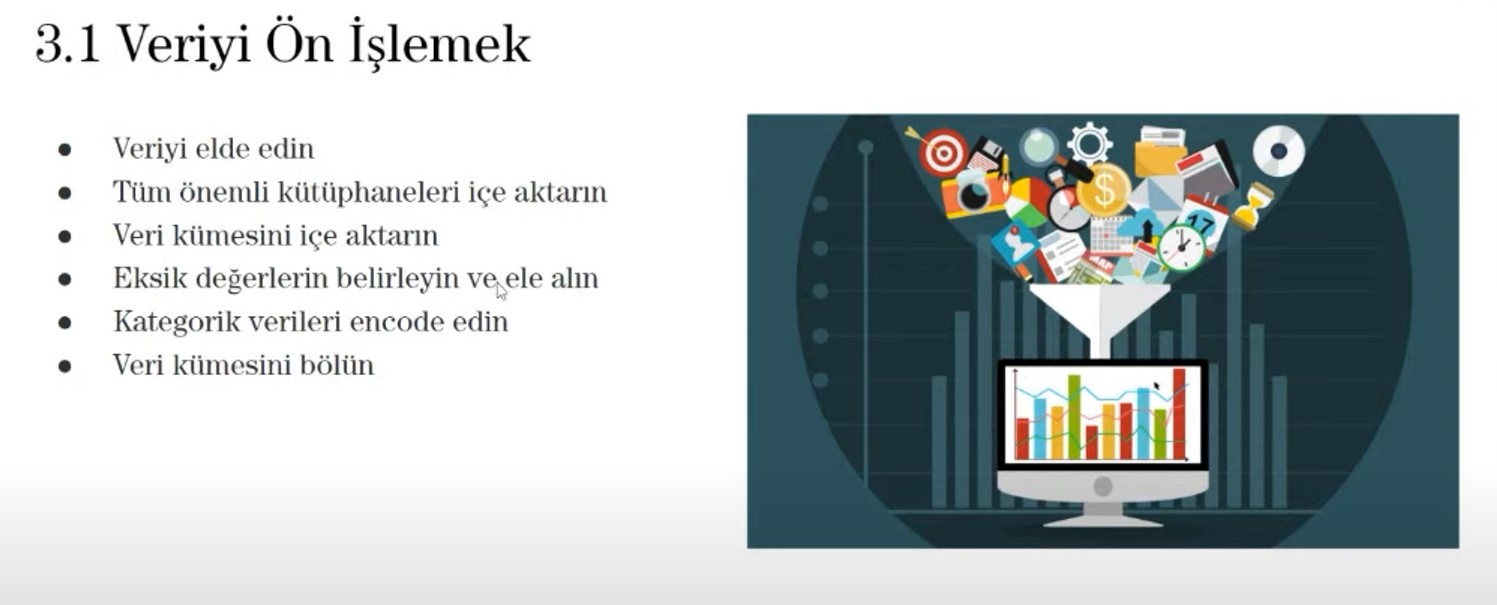 3.1 Veriyi Ön İşlemek
● Veriyi elde edin
● Tüm önemli kütüphaneleri içe aktarın
● Veri kümesini içe aktarın
● Eksik değerlerin belirleyin ve ele alın
● Kategorik verileri encode edin
● Veri kümesini bölün
$
17
MAP